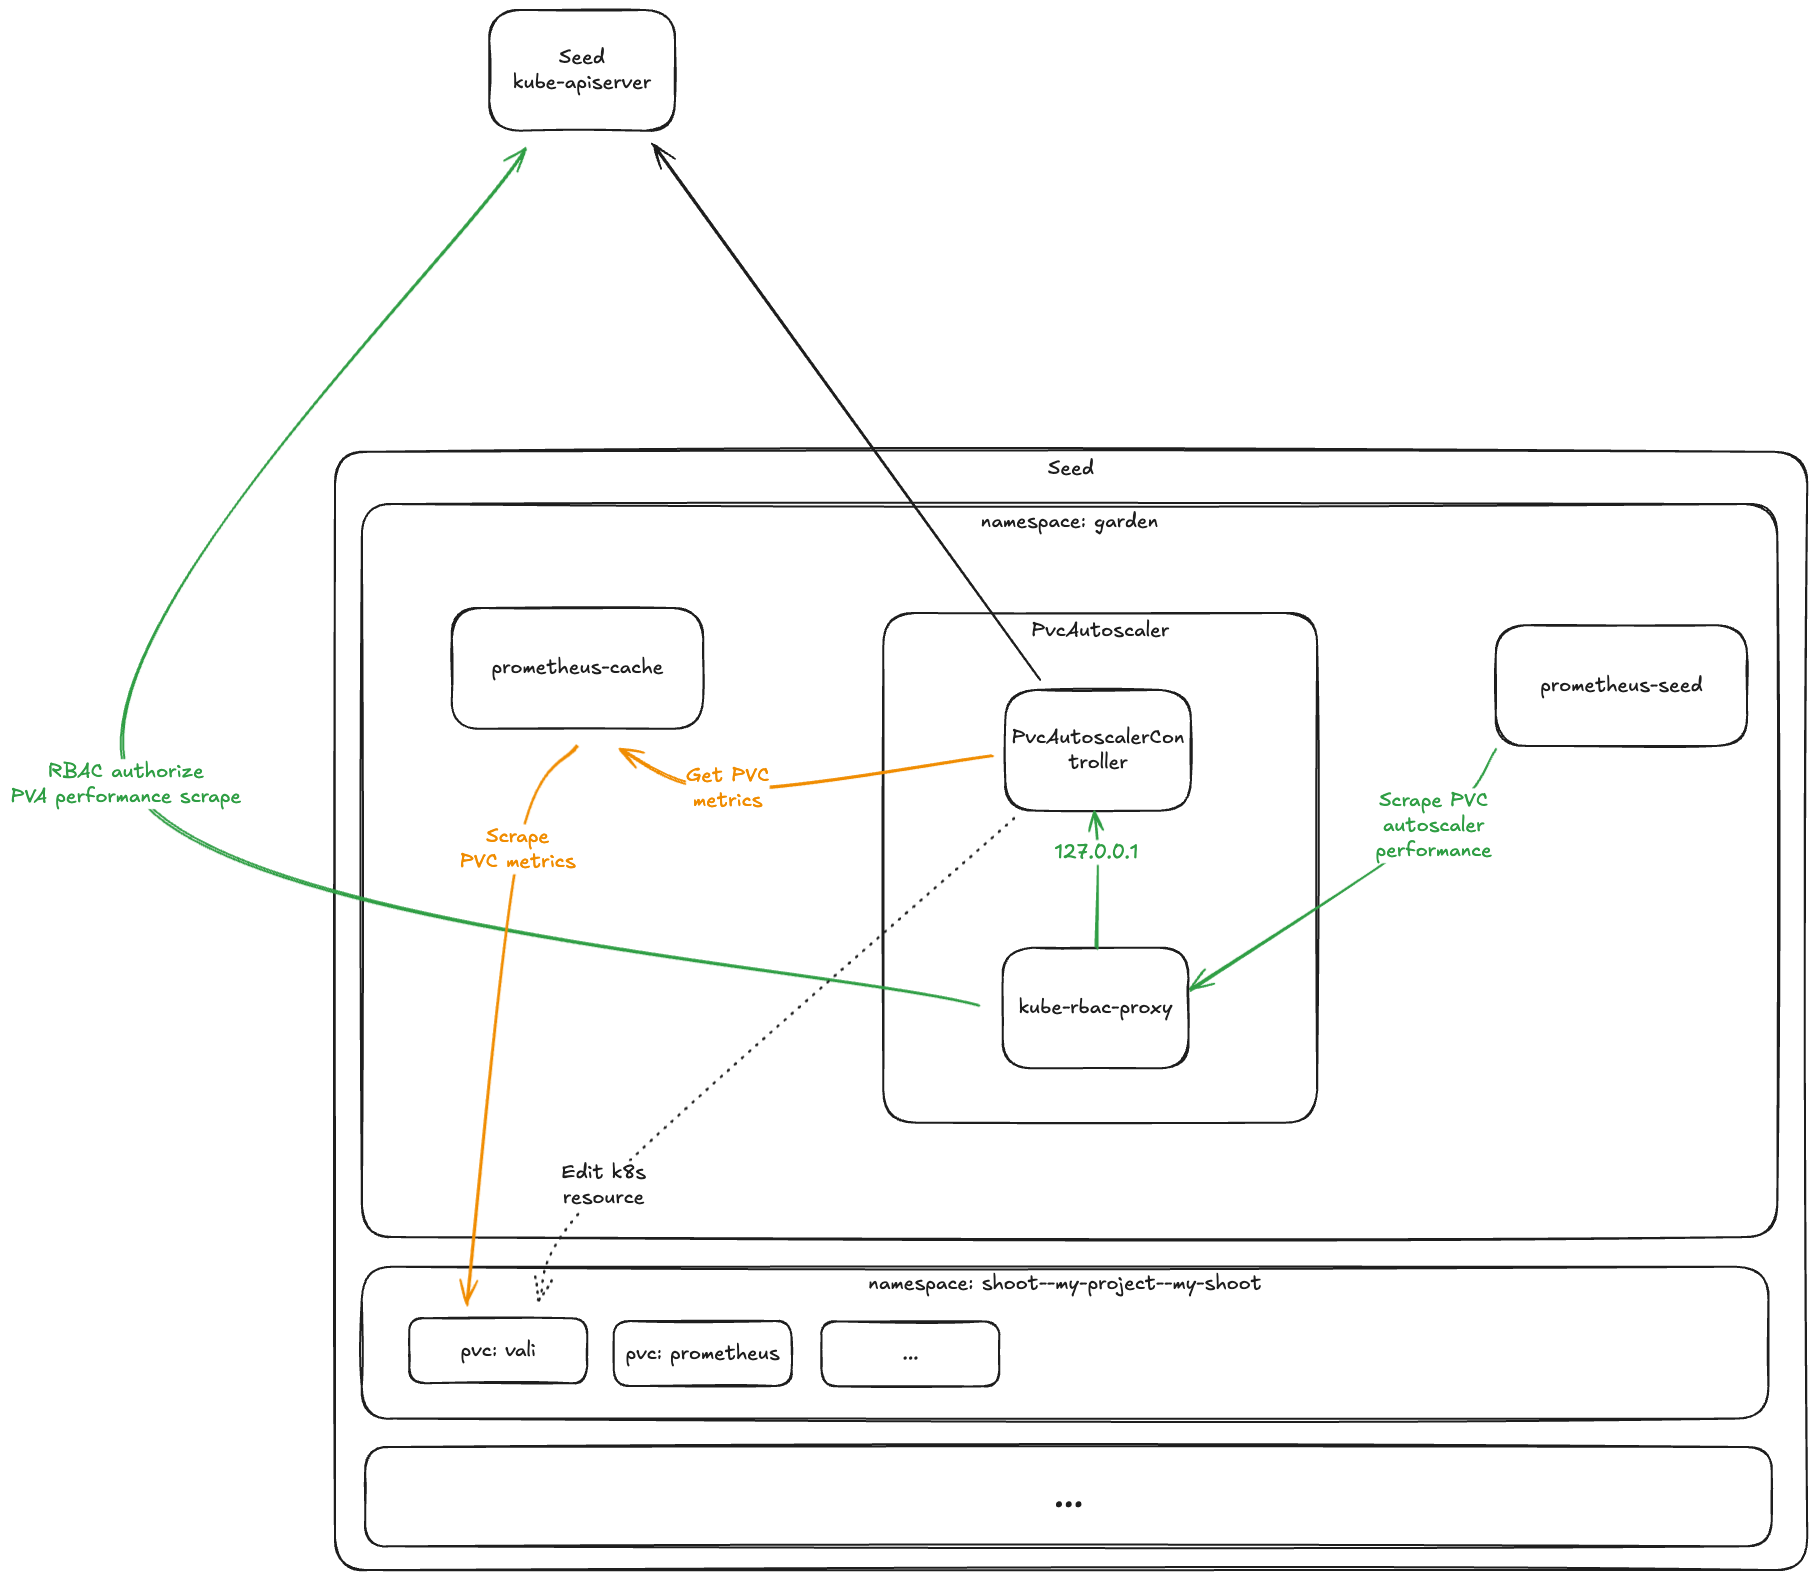 Seed
kube-apiserver
Seed
namespace: garden
prometheus-cache
PvcAutoscaler
PvcAutoscalerCon
troller
prometheus-seed
RBAC authorize
PVA performance scrape
Get PVC
metrics
Scrape PVC
autoscaler
performance
Scrape
PVC metrics
127.0.0.1
kube-rbac-proxy
Edit k8s
resource
namespace: shoot--my-project--my-shoot
pvc: vali
pvc: prometheus
...
...